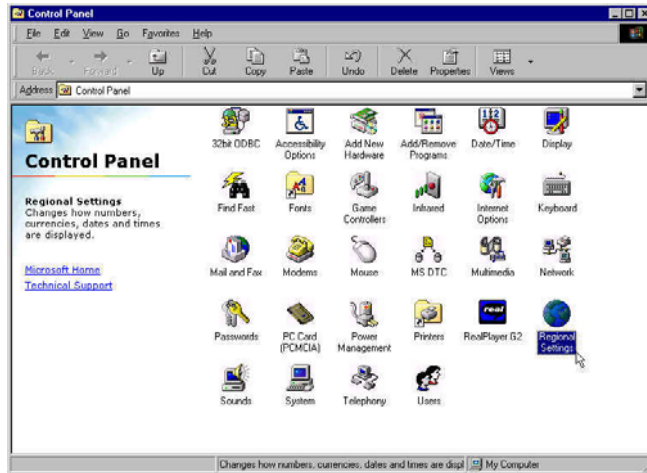 Control Panel
File Edit View Go Favorites Help
Back Forward Up Cut Copy Paste Undo Delete Properties Views
Address Control Panel
Control Panel
Regional Settings
Changes how numbers,
currencies, dates and times
are displayed.
Microsoft Home
Technical Support
32bit ODBC
Accessibility
Options
Add New
Hardware
Add/Remove
Programs
Date/Time
Display
Find Fast
Fonts
Game
Controllers
Infrared
Internet
Options
Keyboard
Mail and Fax
Modems
Mouse
MS DTC
Multimedia
Network
Passwords
PC Card
(PCMCIA)
Power
Management
Printers
real
RealPlayer G2
Regional
Settings
Sounds
System
Telephony
Users
Changes how numbers, currencies, dates and times are displ My Computer